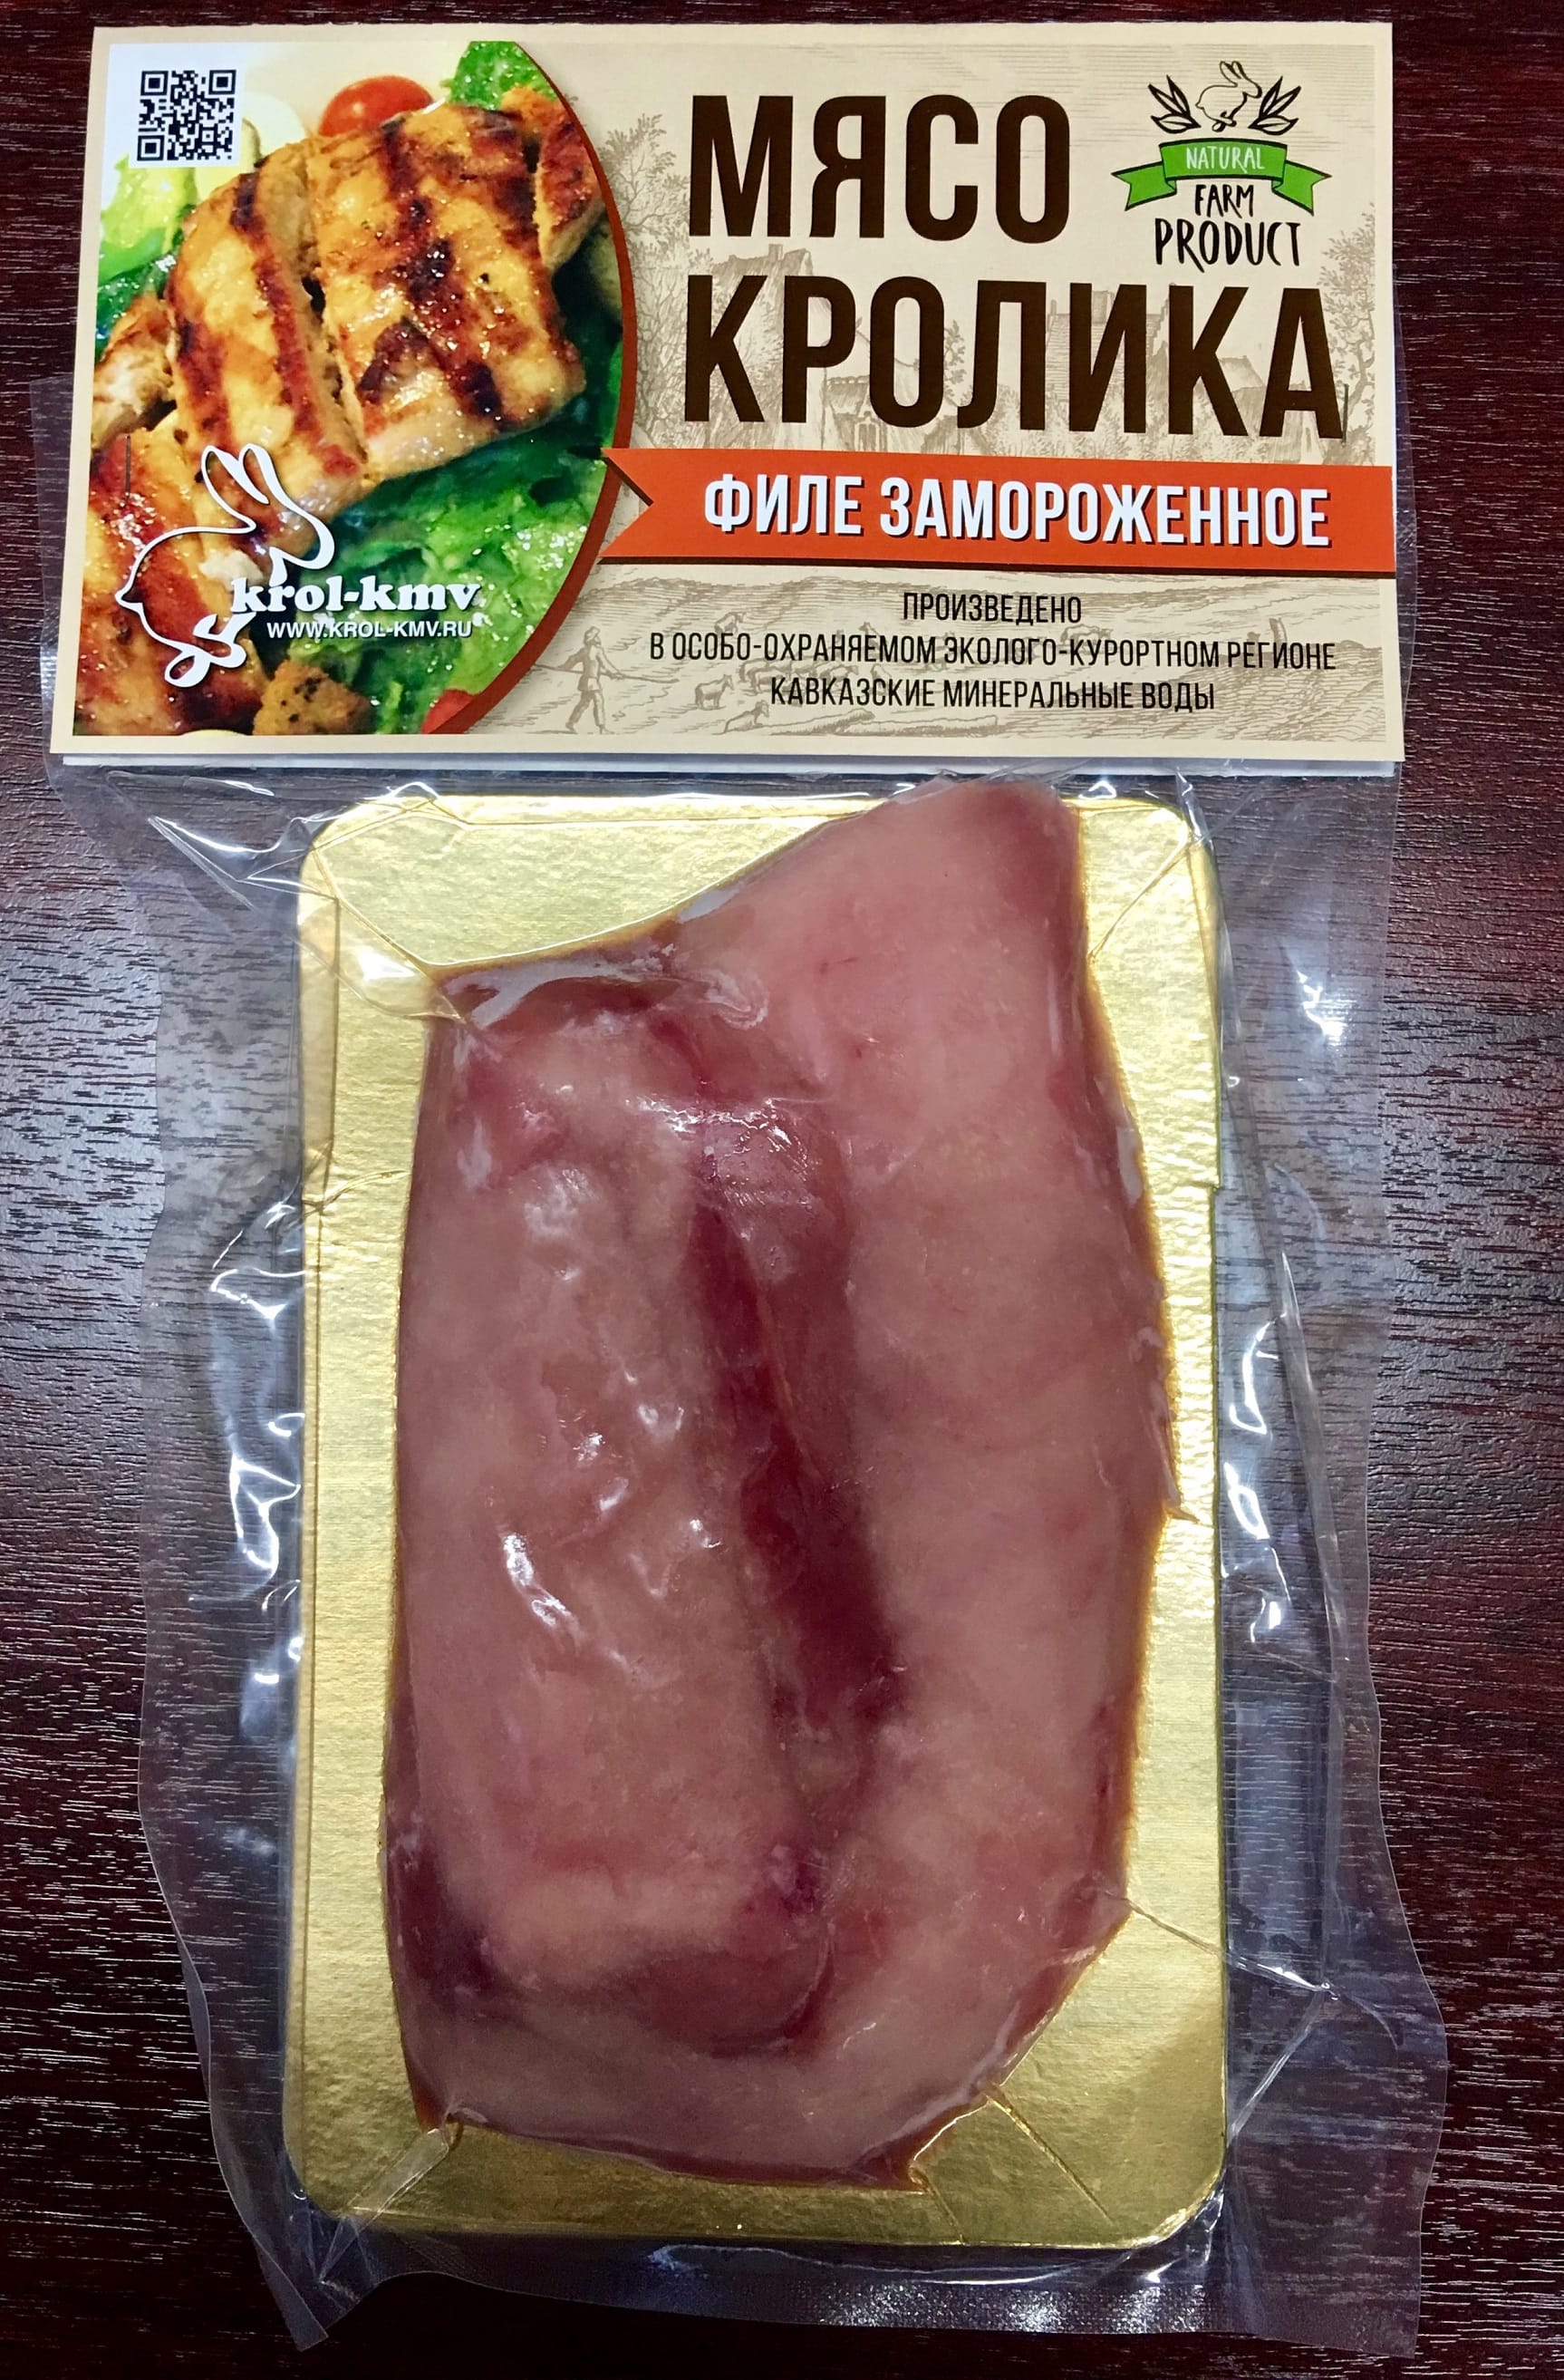 МЯСО
КРОЛИКА
NATURAL
FARM
PRODUCT
ФИЛЕ ЗАМОРОЖЕННОЕ
krol-kmv
WWW.KROL-KMV.RU
ПРОИЗВЕДЕНО
В ОСОБО-ОХРАНЯЕМОМ ЭКОЛОГО-КУРОРТНОМ РЕГИОНЕ
КАВКАЗСКИЕ МИНЕРАЛЬНЫЕ ВОДЫ